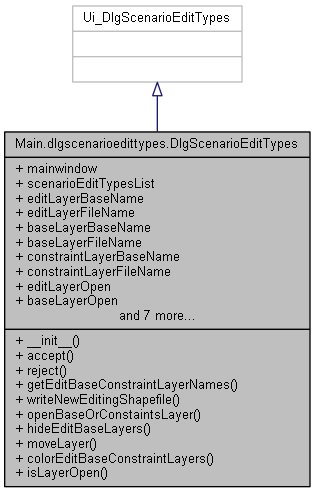 Ui_DlgScenarioEditTypes
Main.dlgscenarioedittypes.DlgScenarioEditTypes
+ mainwindow
+ scenarioEditTypesList
+ editLayerBaseName
+ editLayerFileName
+ baseLayerBaseName
+ baseLayerFileName
+ constraintLayerBaseName
+ constraintLayerFileName
+ editLayerOpen
+ baseLayerOpen
and 7 more...
+ __init__()
+ accept()
+ reject()
+ getEditBaseConstraintLayerNames()
+ writeNewEditingShapefile()
+ openBaseOrConstaintsLayer()
+ hideEditBaseLayers()
+ moveLayer()
+ colorEditBaseConstraintLayers()
+ isLayerOpen()